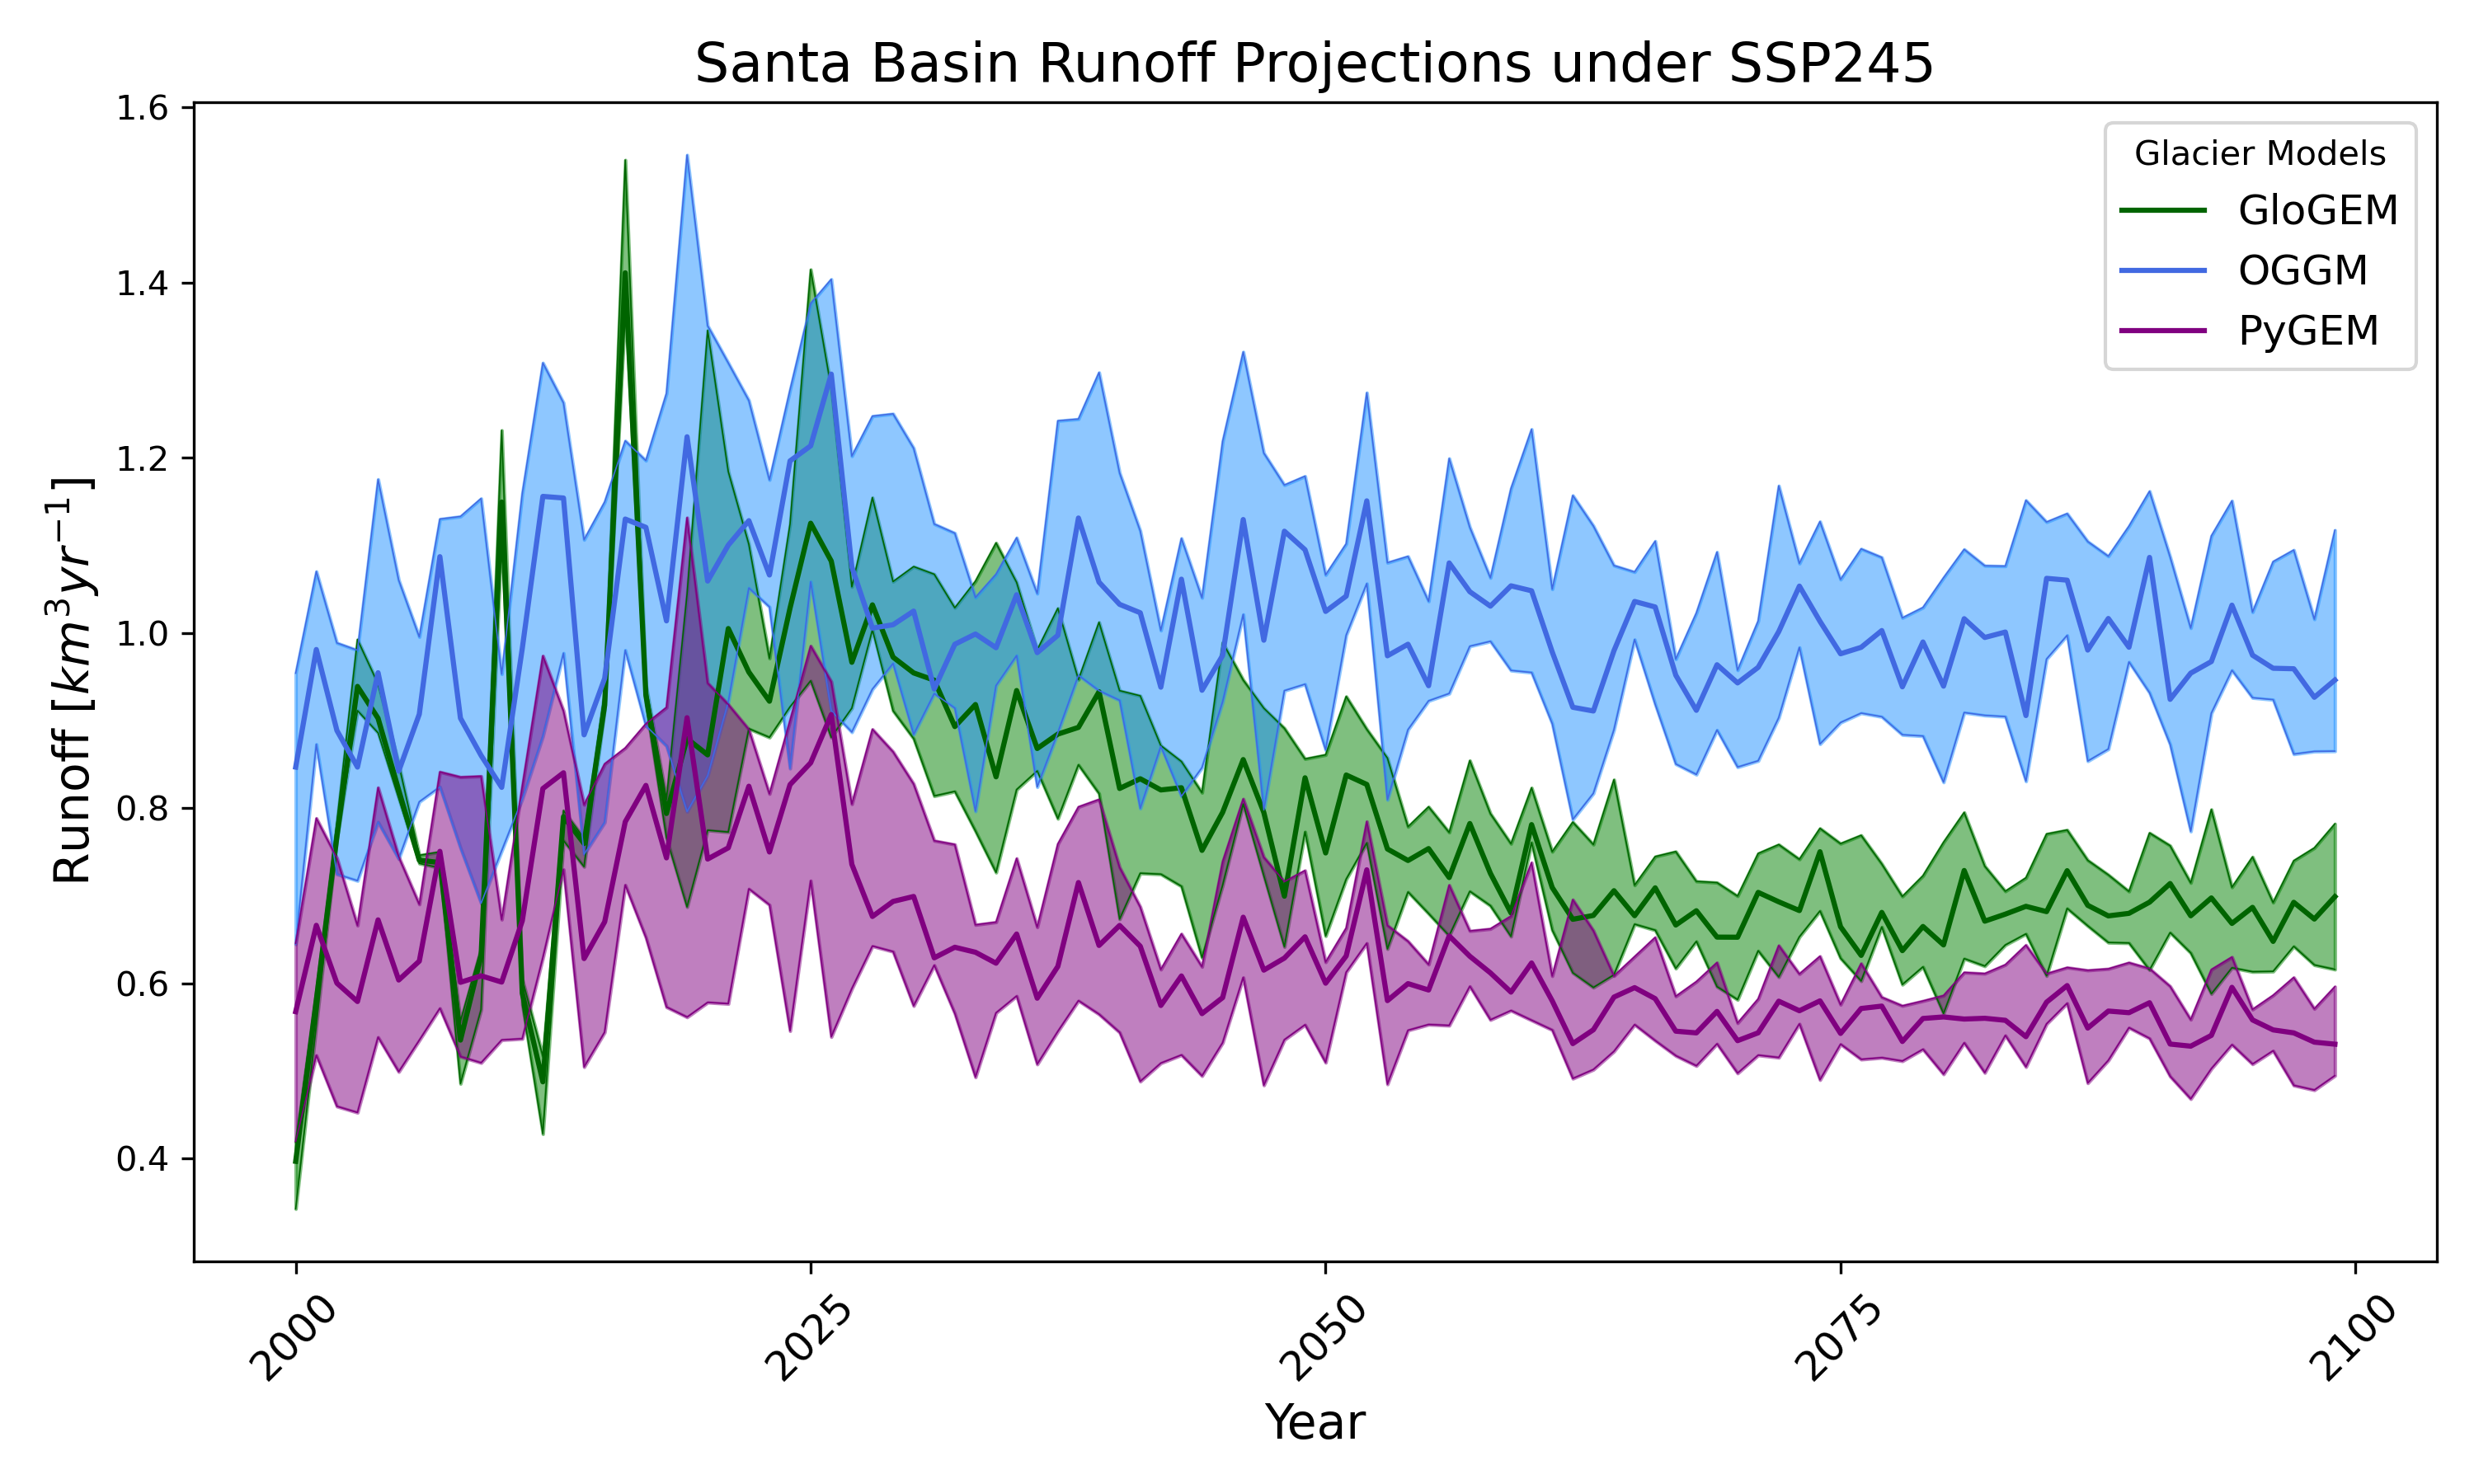 Santa Basin Runoff Projections under SSP245
1.6
1.4
1.2
1.0
0.8
0.6
0.4
Runoff [km³yr⁻¹]
Glacier Models
GloGEM
OGGM
PyGEM
2000
2025
2050
2075
2100
Year